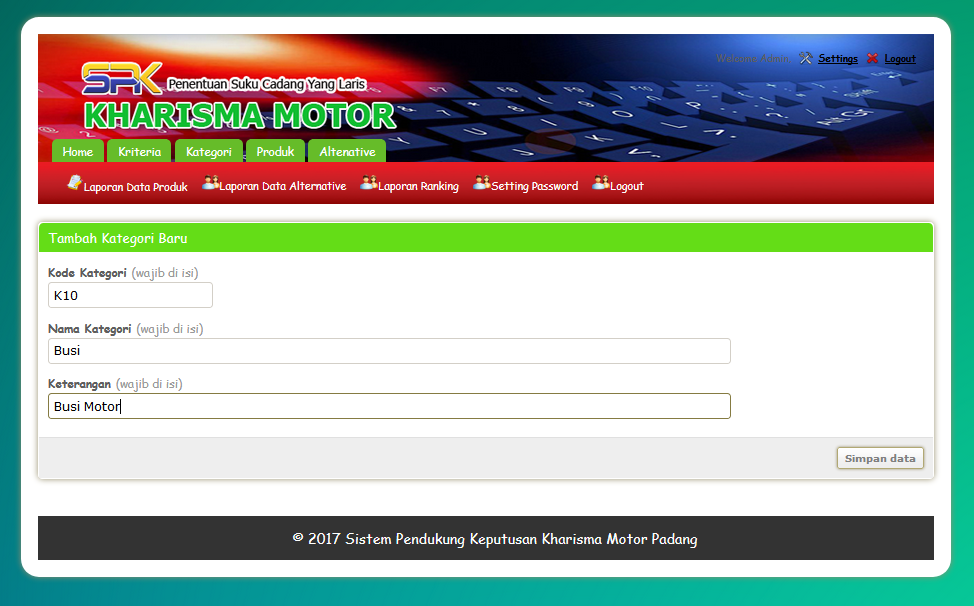 Welcome Admin Settings Logout
SPK Penentuan Suku Cadang Yang Laris
KHARISMA MOTOR
Home Kriteria Kategori Produk Altenative
Laporan Data Produk Laporan Data Alternative Laporan Ranking Setting Password Logout
Tambah Kategori Baru
Kode Kategori (wajib di isi)
K10
Nama Kategori (wajib di isi)
Busi
Keterangan (wajib di isi)
Busi Motor
Simpan data
© 2017 Sistem Pendukung Keputusan Kharisma Motor Padang